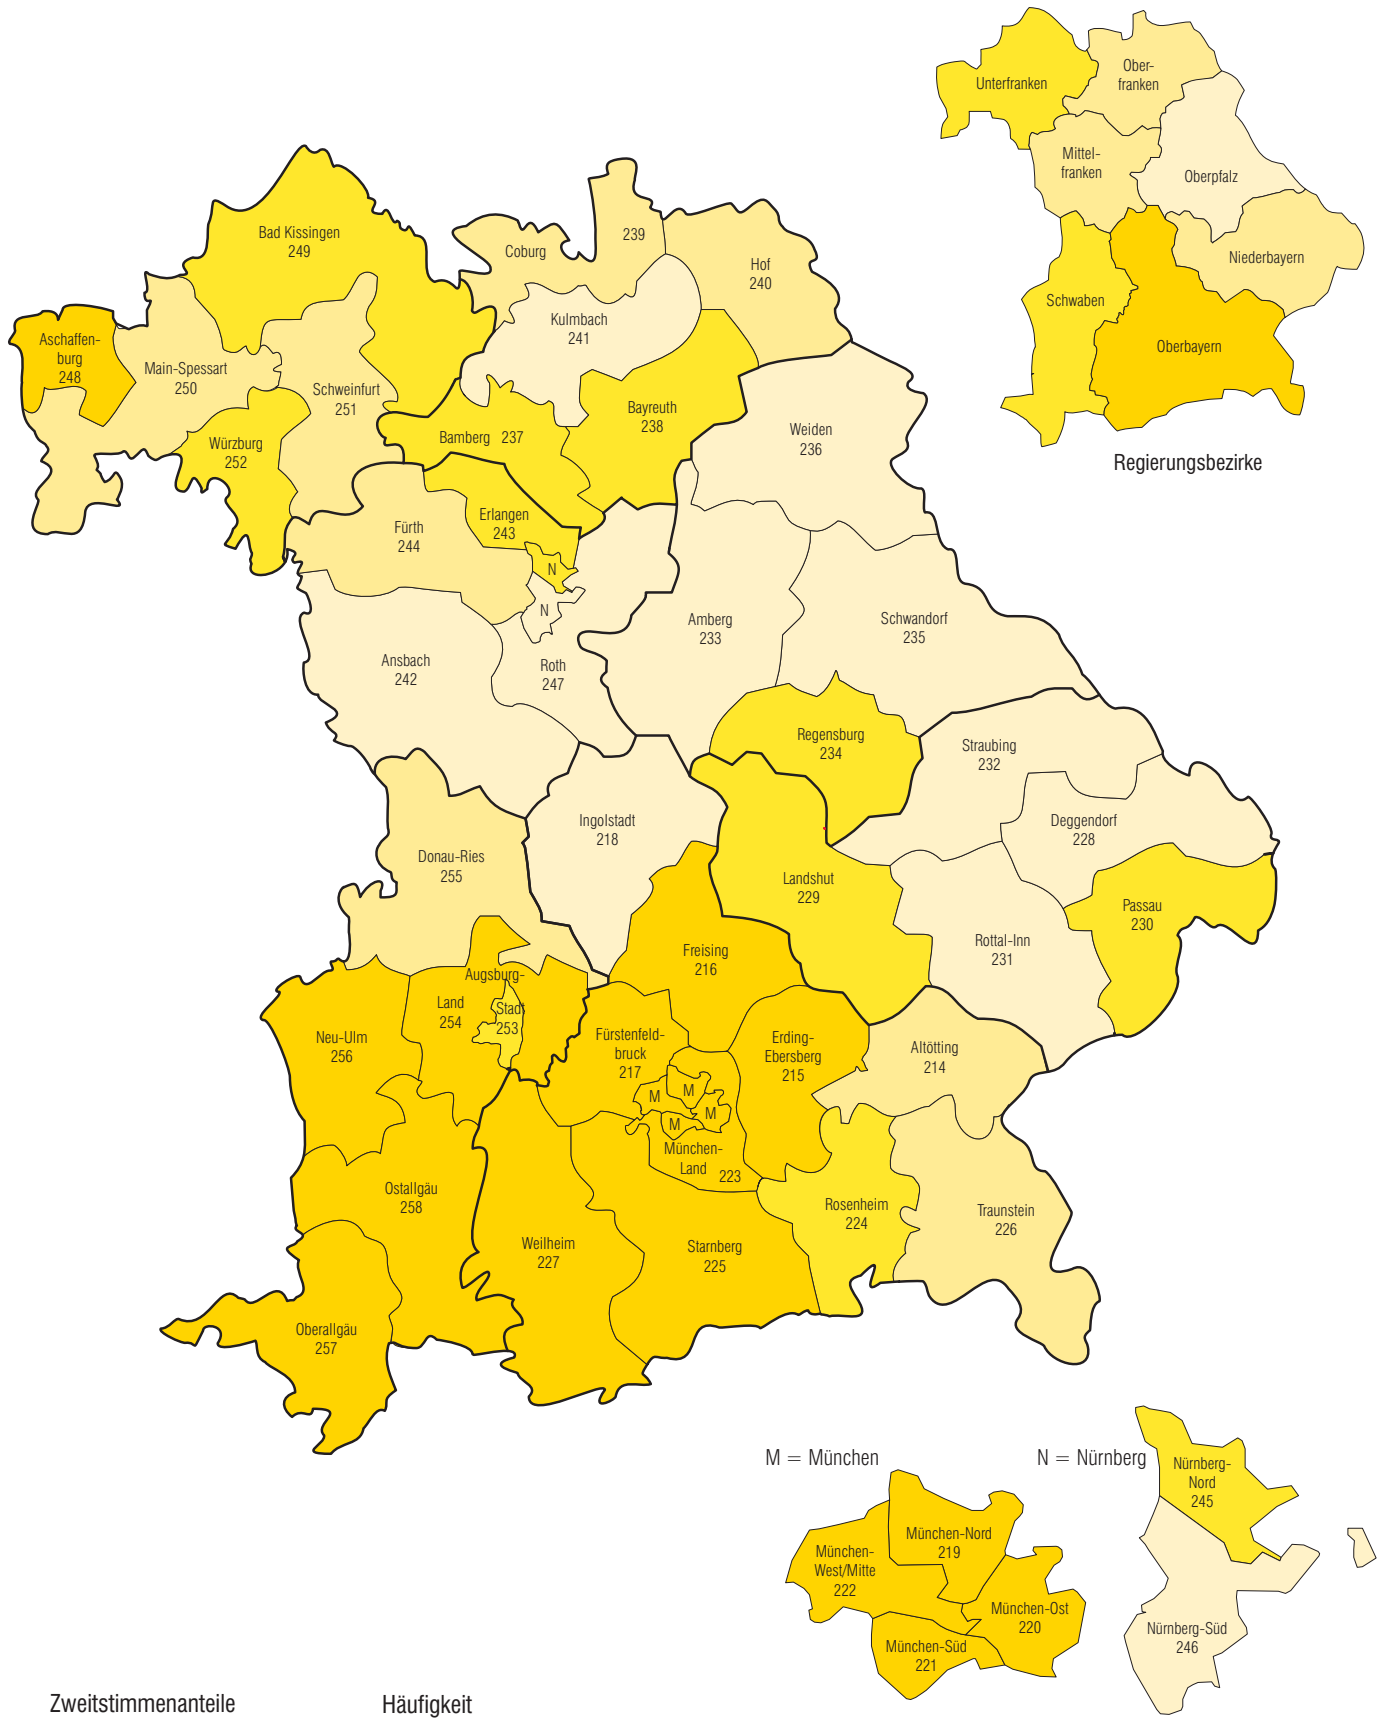 Unterfranken
Ober-
franken
Mittel-
franken
Oberpfalz
Niederbayern
Schwaben
Oberbayern
Regierungsbezirke
Bad Kissingen
249
Coburg
239
Hof
240
Kulmbach
241
Aschaffen-
burg
248
Main-Spessart
250
Schweinfurt
251
Würzburg
252
Bamberg 237
Bayreuth
238
Weiden
236
Erlangen
243
Fürth
244
N
N
Ansbach
242
Roth
247
Amberg
233
Schwandorf
235
Regensburg
234
Straubing
232
Deggendorf
228
Ingolstadt
218
Donau-Ries
255
Landshut
229
Passau
230
Rottal-Inn
231
Freising
216
Augsburg-
Land
254
Stadt
253
Neu-Ulm
256
Fürstenfeld-
bruck
217
Erding-
Ebersberg
215
Altötting
214
M
M
M
M
München-
Land 223
Ostallgäu
258
Rosenheim
224
Traunstein
226
Weilheim
227
Starnberg
225
Oberallgäu
257
M = München
N = Nürnberg
Nürnberg-
Nord
245
München-Nord
219
München-
West/Mitte
222
München-Ost
220
München-Süd
221
Nürnberg-Süd
246
Zweitstimmenanteile
Häufigkeit